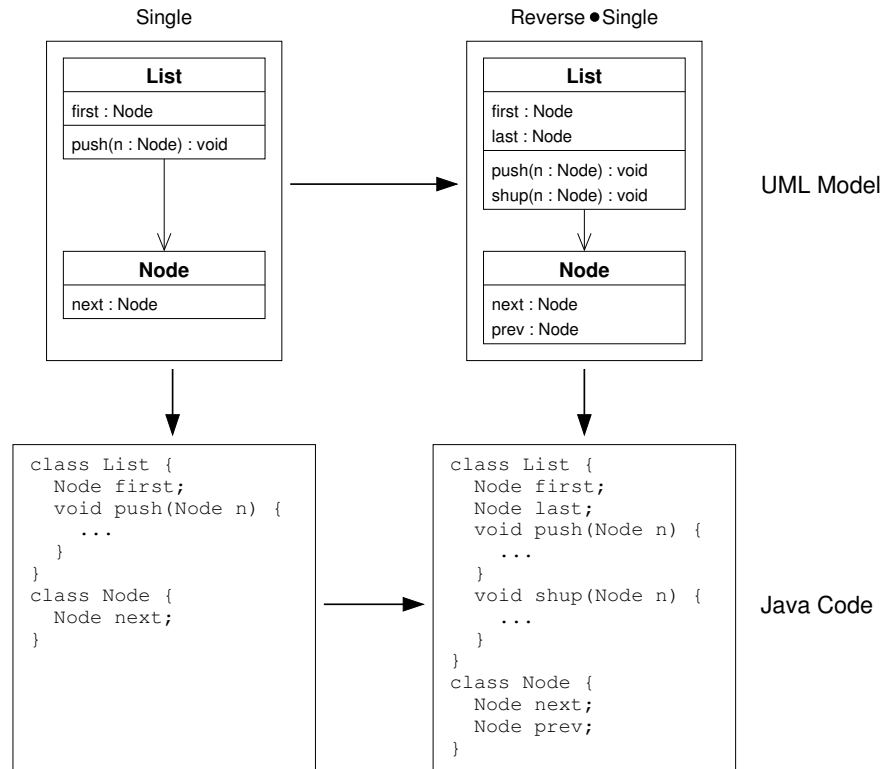 Single
List
first : Node
push(n : Node) : void
Node
next : Node
Reverse ● Single
List
first : Node
last : Node
push(n : Node) : void
shup(n : Node) : void
Node
next : Node
prev : Node
UML Model
class List {
  Node first;
  void push(Node n) {
    ...
  }
}
class Node {
  Node next;
}
class List {
  Node first;
  Node last;
  void push(Node n) {
    ...
  }
  void shup(Node n) {
    ...
  }
}
class Node {
  Node next;
  Node prev;
}
Java Code